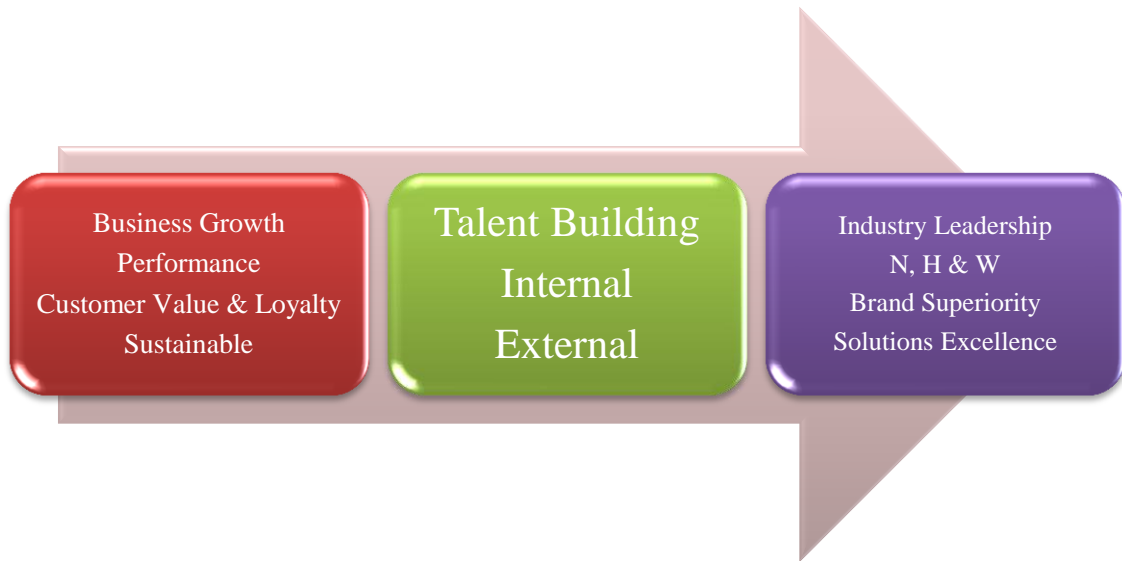 Business Growth
Performance
Customer Value & Loyalty
Sustainable
Talent Building
Internal
External
Industry Leadership
N, H & W
Brand Superiority
Solutions Excellence